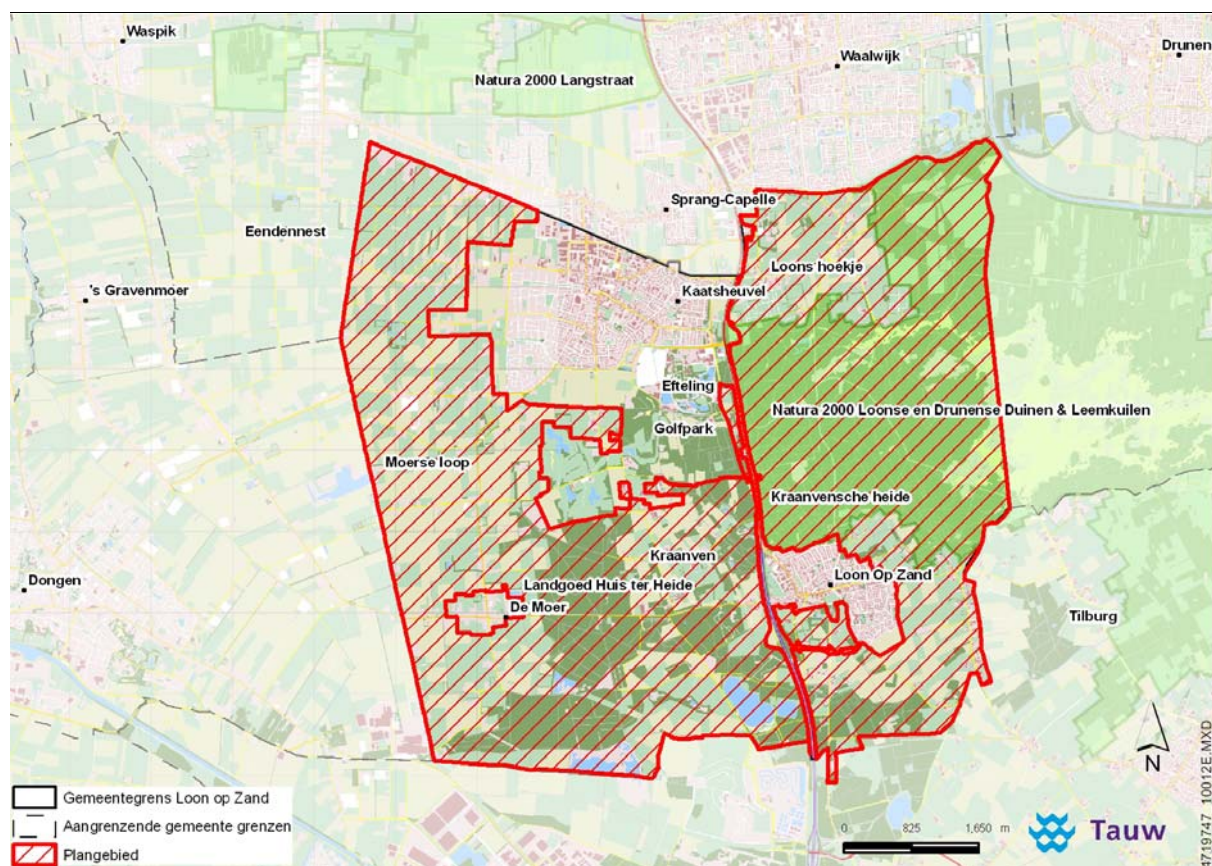 Waspik
Natura 2000 Langstraat
Waalwijk
Drunen
Sprang-Capelle
Eendennest
Loons hoekje
's Gravenmoer
Kaatsheuvel
Efteling
Natura 2000 Loonse en Drunense Duinen & Leemkuilen
Golfpark
Moerse loop
Kraanvensche heide
Kraanven
Loon Op Zand
Dongen
Landgoed Huis ter Heide
De Moer
Tilburg
N
Gemeentegrens Loon op Zand
Aangrenzende gemeente grenzen
Plangebied
0 825 1,650 m
Tauw
4719747_10012E.MXD